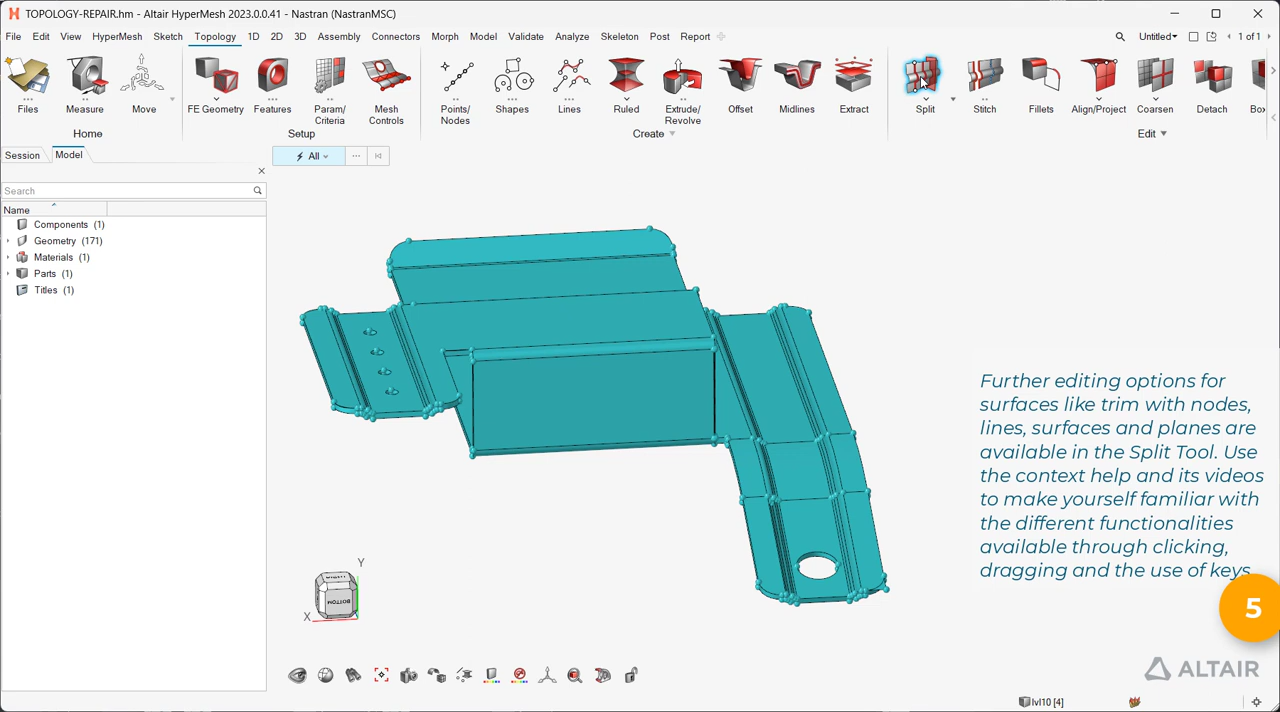 TOPOLOGY-REPAIR.hm - Altair HyperMesh 2023.0.0.41 - Nastran (NastranMSC)
File Edit View HyperMesh Sketch Topology 1D 2D 3D Assembly Connectors Morph Model Validate Analyze Skeleton Post Report Untitled 1 of 1
Files Measure Move FE Geometry Features Param/ Criteria Mesh Controls Points/ Nodes Shapes Lines Ruled Extrude/ Revolve Offset Midlines Extract Split Stitch Fillets Align/Project Coarsen Detach
Home Setup Create Edit
Session Model
All
Search
Name
Components (1)
Geometry (171)
Materials (1)
Parts (1)
Titles (1)
Further editing options for
surfaces like trim with nodes,
lines, surfaces and planes are
available in the Split Tool. Use
the context help and its videos
to make yourself familiar with
the different functionalities
available through clicking,
dragging and the use of keys.
5
Y
X
BOTTOM
ALTAIR
lvl10 [4]